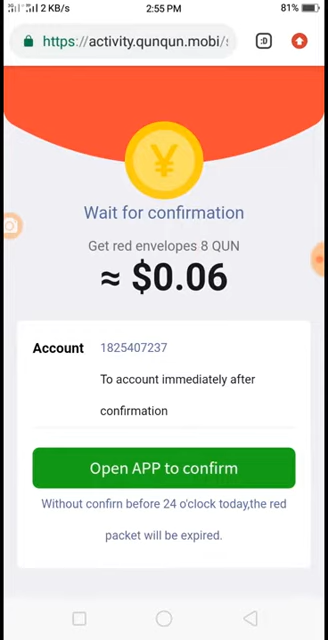 2 KB/s 2:55 PM 81%
https://activity.qunqun.mobi/s
:D
¥
Wait for confirmation
Get red envelopes 8 QUN
≈ $0.06
Account 1825407237
To account immediately after
confirmation
Open APP to confirm
Without confirn before 24 o'clock today,the red
packet will be expired.